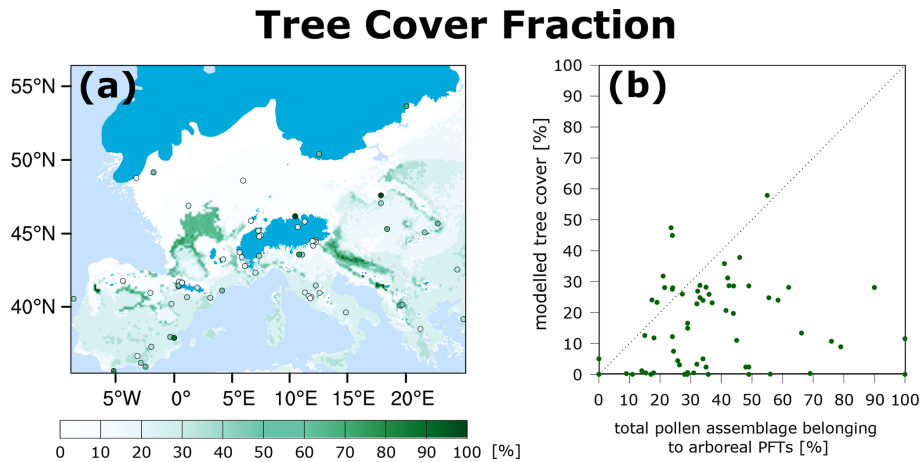 Tree Cover Fraction
(a)
55°N
50°N
45°N
40°N
5°W 0° 5°E 10°E 15°E 20°E
0 10 20 30 40 50 60 70 80 90 100 [%]
(b)
modelled tree cover [%]
100
90
80
70
60
50
40
30
20
10
0
0 10 20 30 40 50 60 70 80 90 100
total pollen assemblage belonging
to arboreal PFTs [%]